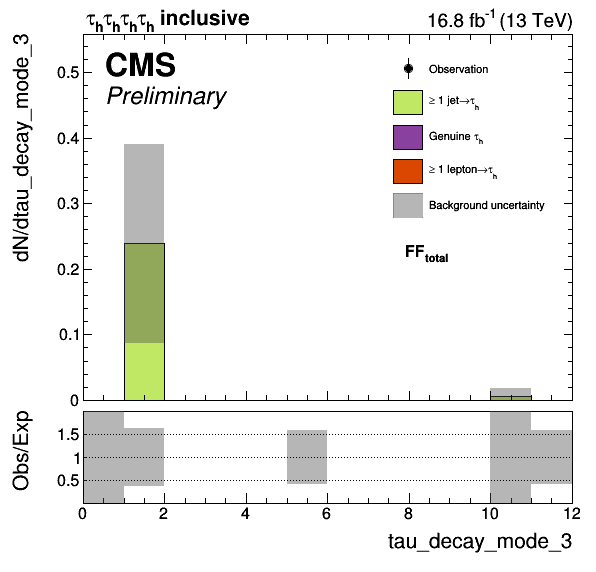 τhτhτhτh inclusive 16.8 fb-1 (13 TeV)
CMS
Preliminary
Observation
≥ 1 jet→τh
Genuine τh
≥ 1 lepton→τh
Background uncertainty
FFtotal
dN/dtau_decay_mode_3
0.5
0.4
0.3
0.2
0.1
0
Obs/Exp
1.5
1
0.5
0 2 4 6 8 10 12
tau_decay_mode_3